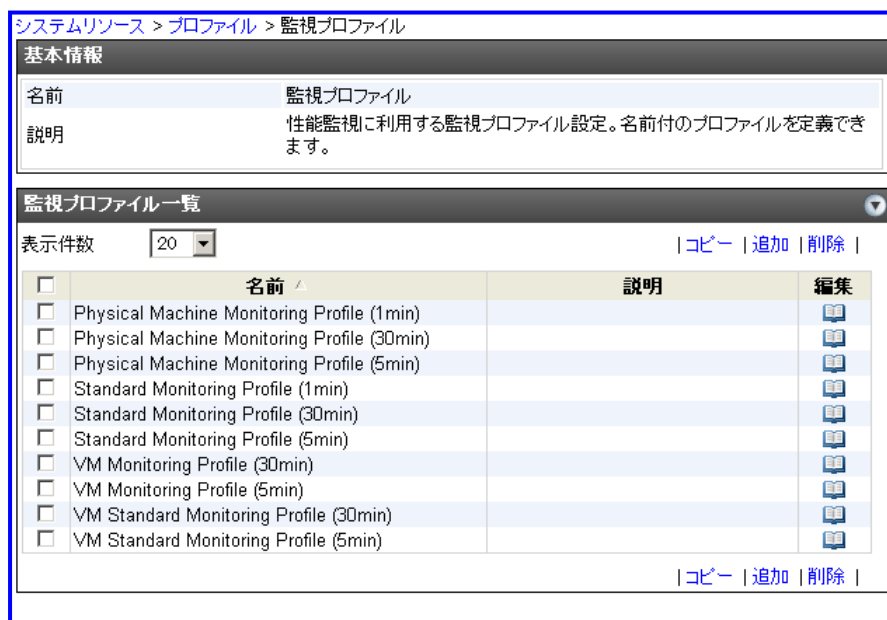 システムリソース > プロファイル > 監視プロファイル
基本情報
名前 監視プロファイル
説明 性能監視に利用する監視プロファイル設定。名前付のプロファイルを定義でき
ます。
監視プロファイル一覧
表示件数 20 | コピー | 追加 | 削除 |
名前 説明 編集
Physical Machine Monitoring Profile (1min)
Physical Machine Monitoring Profile (30min)
Physical Machine Monitoring Profile (5min)
Standard Monitoring Profile (1min)
Standard Monitoring Profile (30min)
Standard Monitoring Profile (5min)
VM Monitoring Profile (30min)
VM Monitoring Profile (5min)
VM Standard Monitoring Profile (30min)
VM Standard Monitoring Profile (5min)
| コピー | 追加 | 削除 |